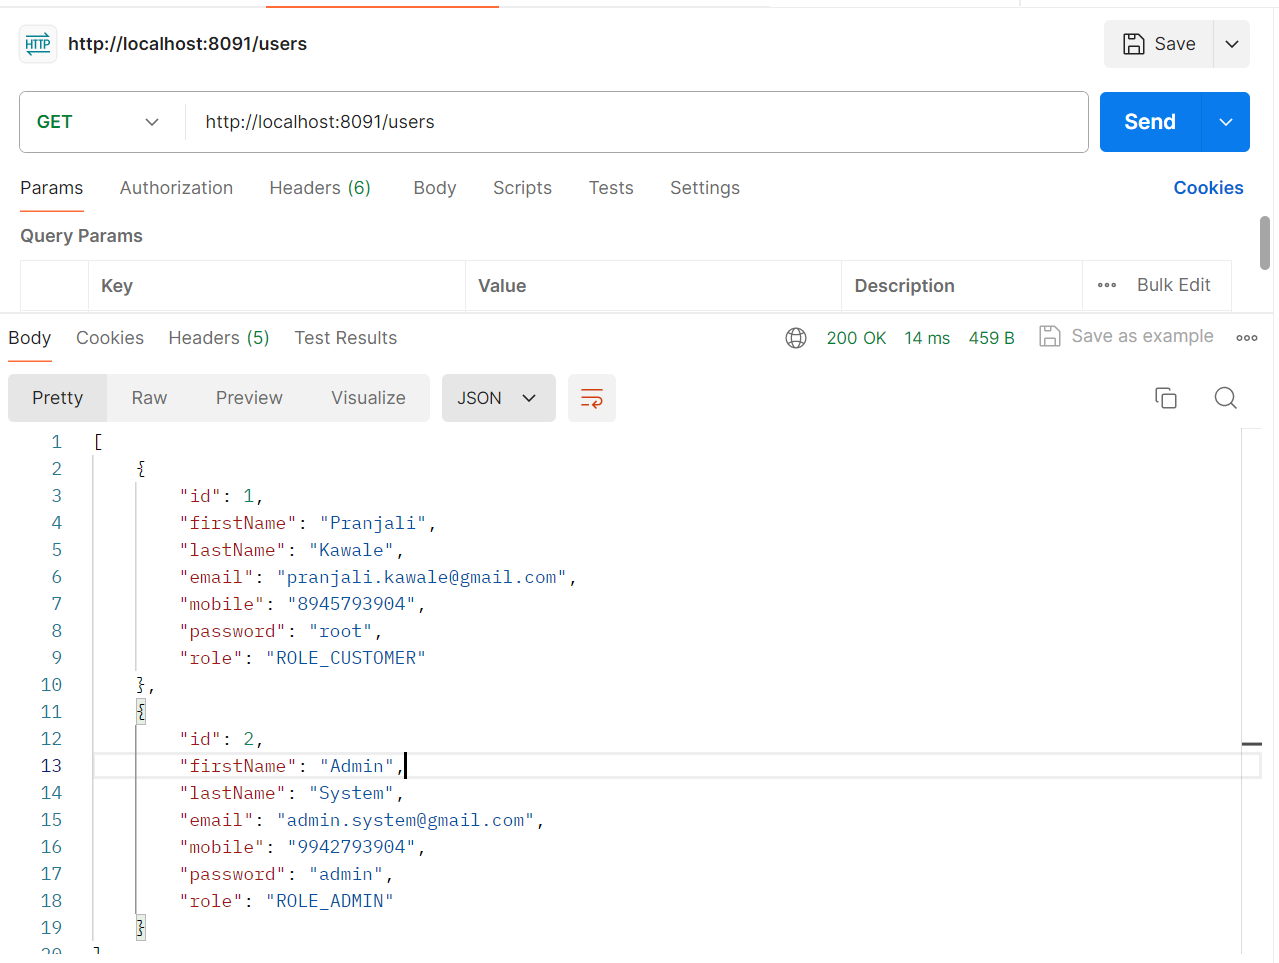 HTTP http://localhost:8091/users Save
GET http://localhost:8091/users Send
Params Authorization Headers (6) Body Scripts Tests Settings Cookies
Query Params
Key Value Description Bulk Edit
Body Cookies Headers (5) Test Results 200 OK 14 ms 459 B Save as example
Pretty Raw Preview Visualize JSON
1 [
2 {
3 "id": 1,
4 "firstName": "Pranjali",
5 "lastName": "Kawale",
6 "email": "pranjali.kawale@gmail.com",
7 "mobile": "8945793904",
8 "password": "root",
9 "role": "ROLE_CUSTOMER"
10 },
11 {
12 "id": 2,
13 "firstName": "Admin",
14 "lastName": "System",
15 "email": "admin.system@gmail.com",
16 "mobile": "9942793904",
17 "password": "admin",
18 "role": "ROLE_ADMIN"
19 }
20 ]